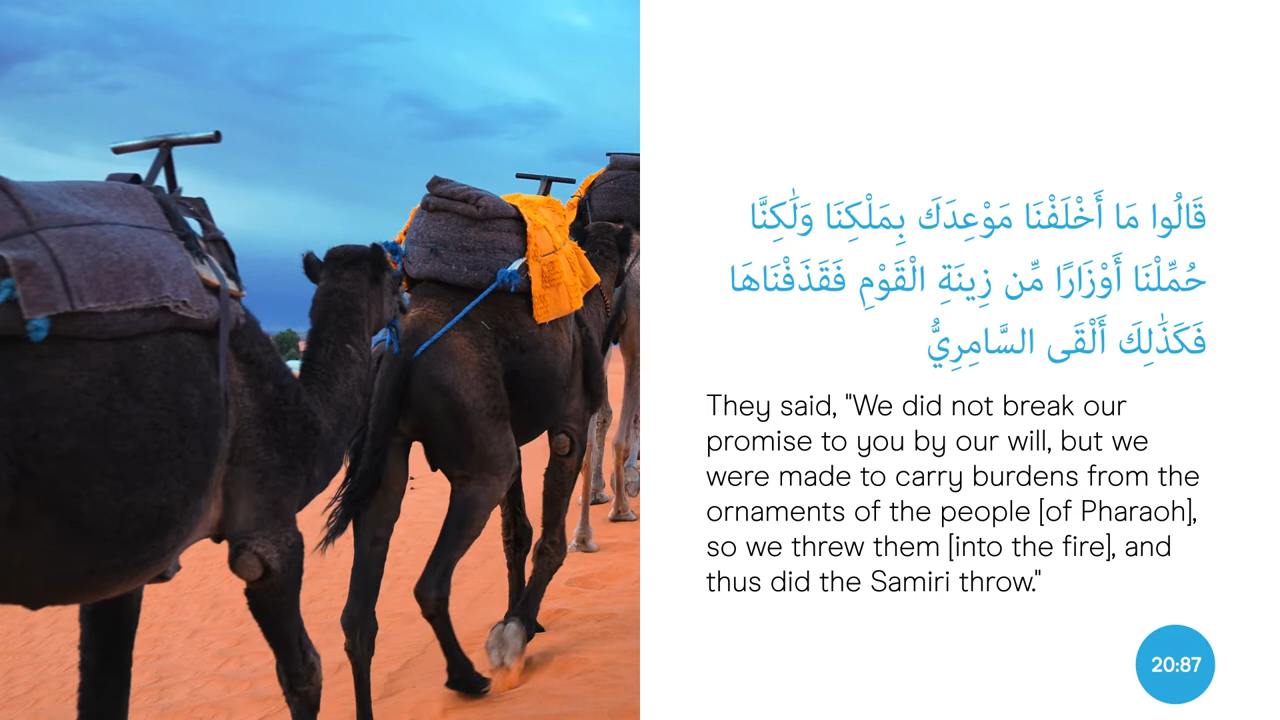 قَالُوا مَا أَخْلَفْنَا مَوْعِدَكَ بِمَلْكِنَا وَلَٰكِنَّا
حُمِّلْنَا أَوْزَارًا مِّن زِينَةِ الْقَوْمِ فَقَذَفْنَاهَا
فَكَذَٰلِكَ أَلْقَى السَّامِرِيُّ
They said, "We did not break our
promise to you by our will, but we
were made to carry burdens from the
ornaments of the people [of Pharaoh],
so we threw them [into the fire], and
thus did the Samiri throw."
20:87